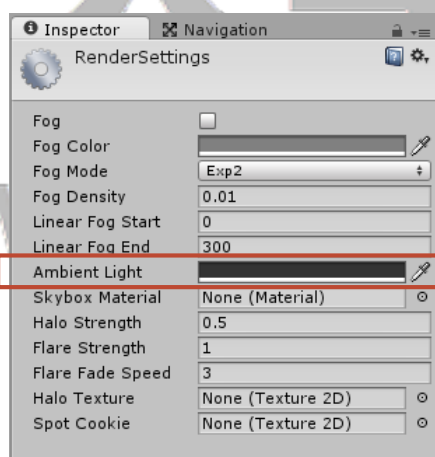 Inspector Navigation
RenderSettings
Fog
Fog Color
Fog Mode Exp2
Fog Density 0.01
Linear Fog Start 0
Linear Fog End 300
Ambient Light
Skybox Material None (Material)
Halo Strength 0.5
Flare Strength 1
Flare Fade Speed 3
Halo Texture None (Texture 2D)
Spot Cookie None (Texture 2D)